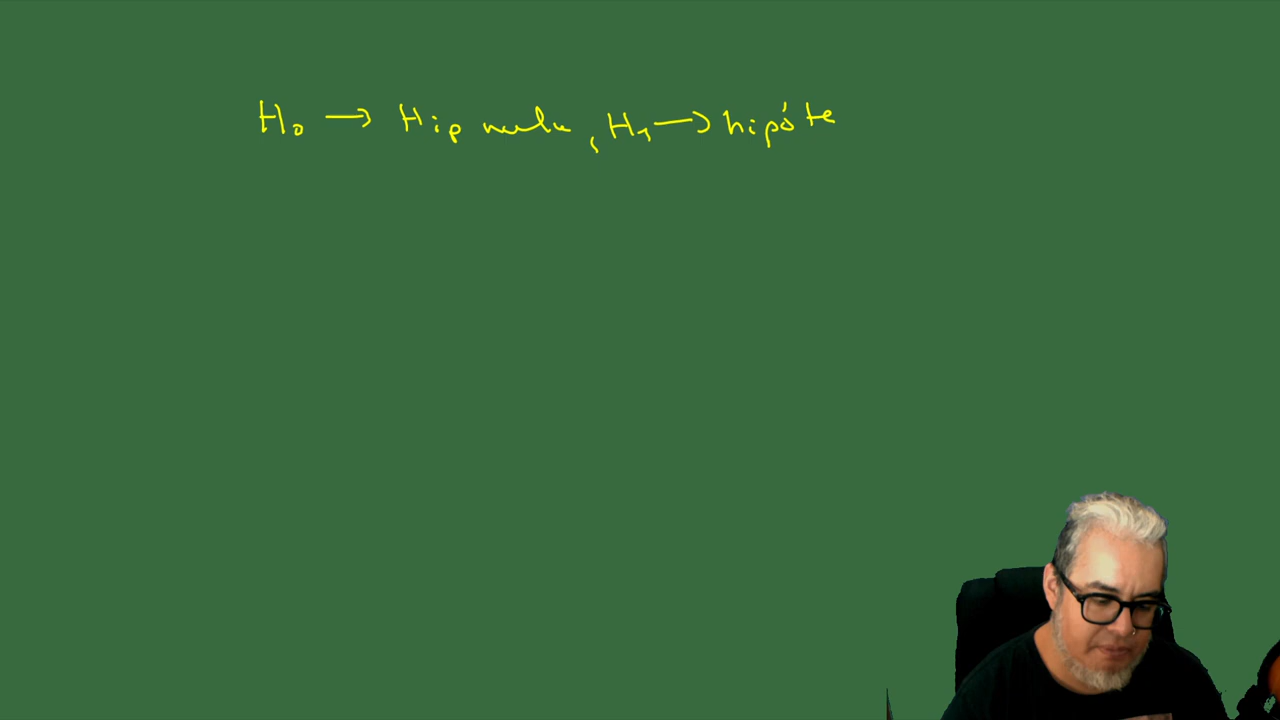 H₀ → Hip nula, H₁ → hipóte